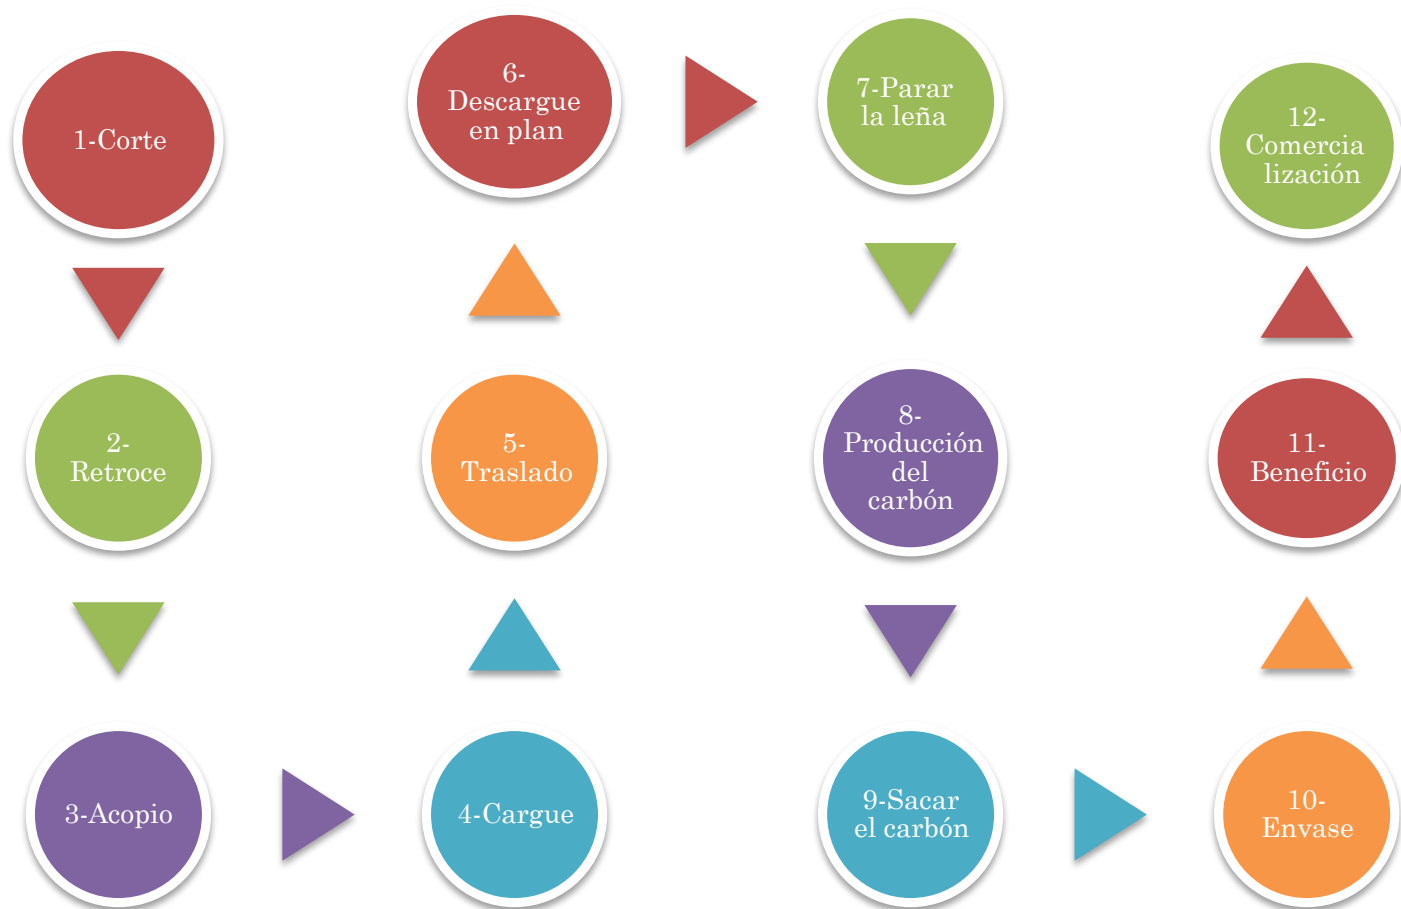 1-Corte
2-
Retroce
3-Acopio
4-Cargue
5-
Traslado
6-
Descargue
en plan
7-Parar
la leña
8-
Producción
del
carbón
9-Sacar
el carbón
10-
Envase
11-
Beneficio
12-
Comercia
lización